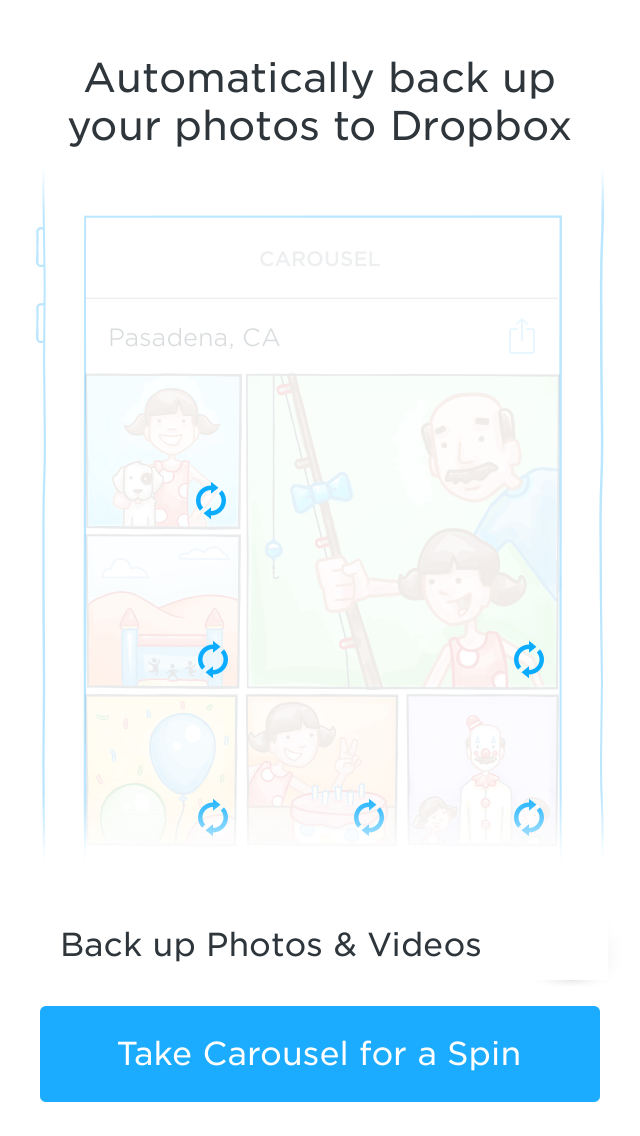 Automatically back up
your photos to Dropbox
CAROUSEL
Pasadena, CA
Back up Photos & Videos
Take Carousel for a Spin